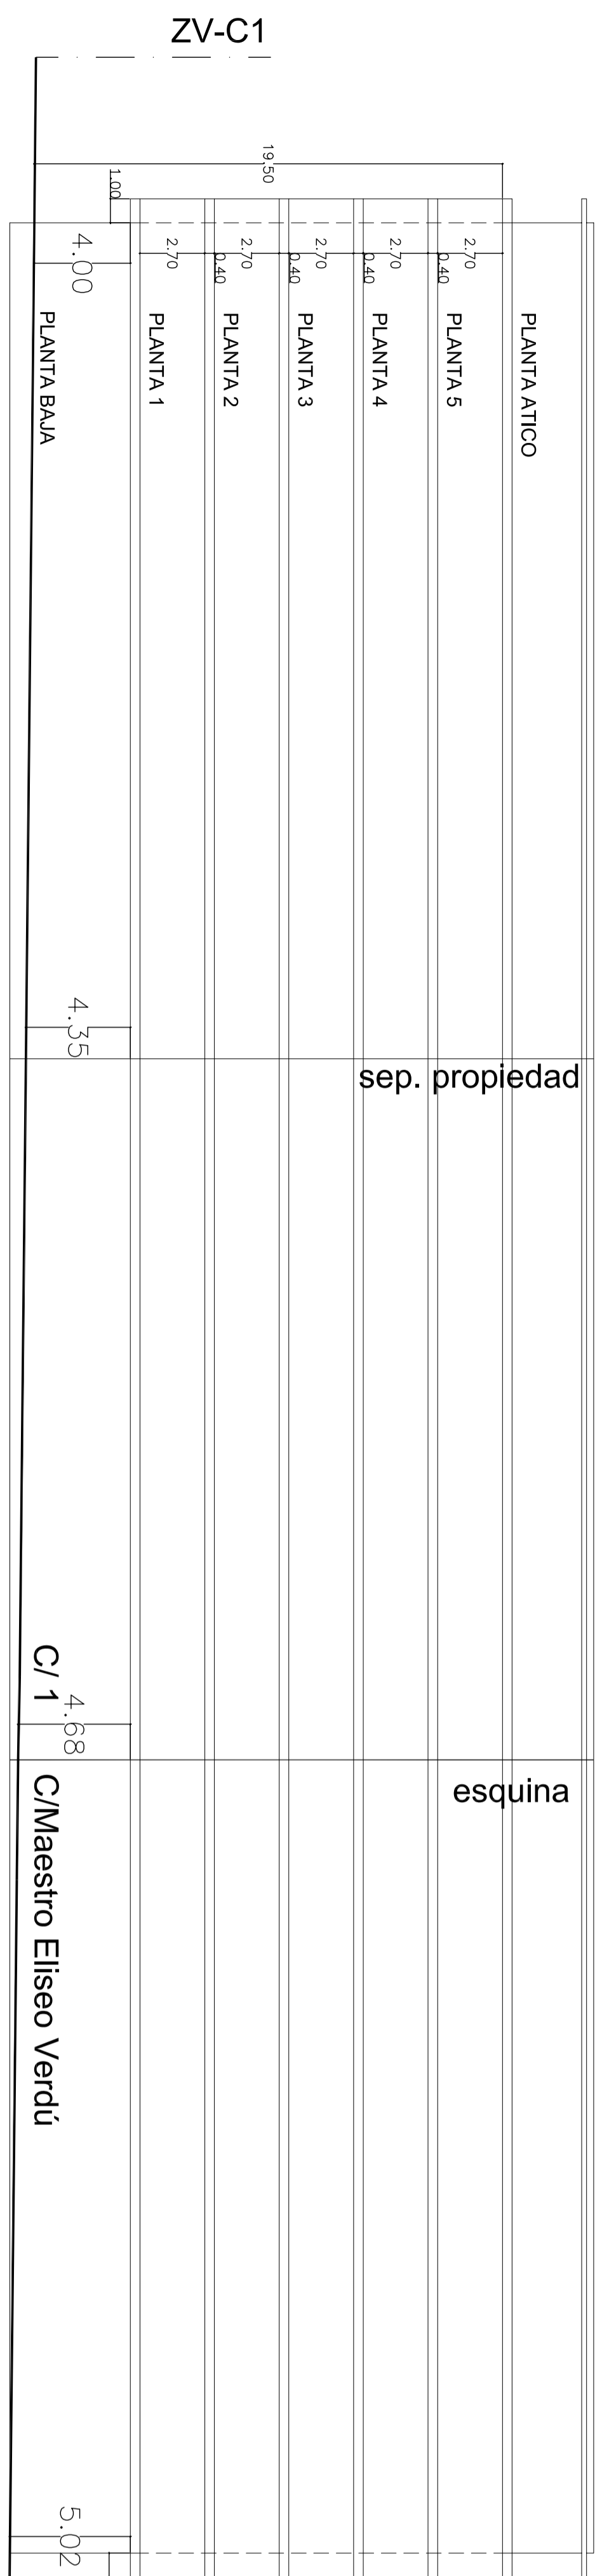 ZV-C1
19.50
1.00
4.00
2.70
0.40
2.70
0.40
2.70
0.40
2.70
0.40
2.70
PLANTA BAJA
PLANTA 1
PLANTA 2
PLANTA 3
PLANTA 4
PLANTA 5
PLANTA ATICO
4.35
sep. propiedad
C/ 1
4.68
esquina
C/Maestro Eliseo Verdú
5.02